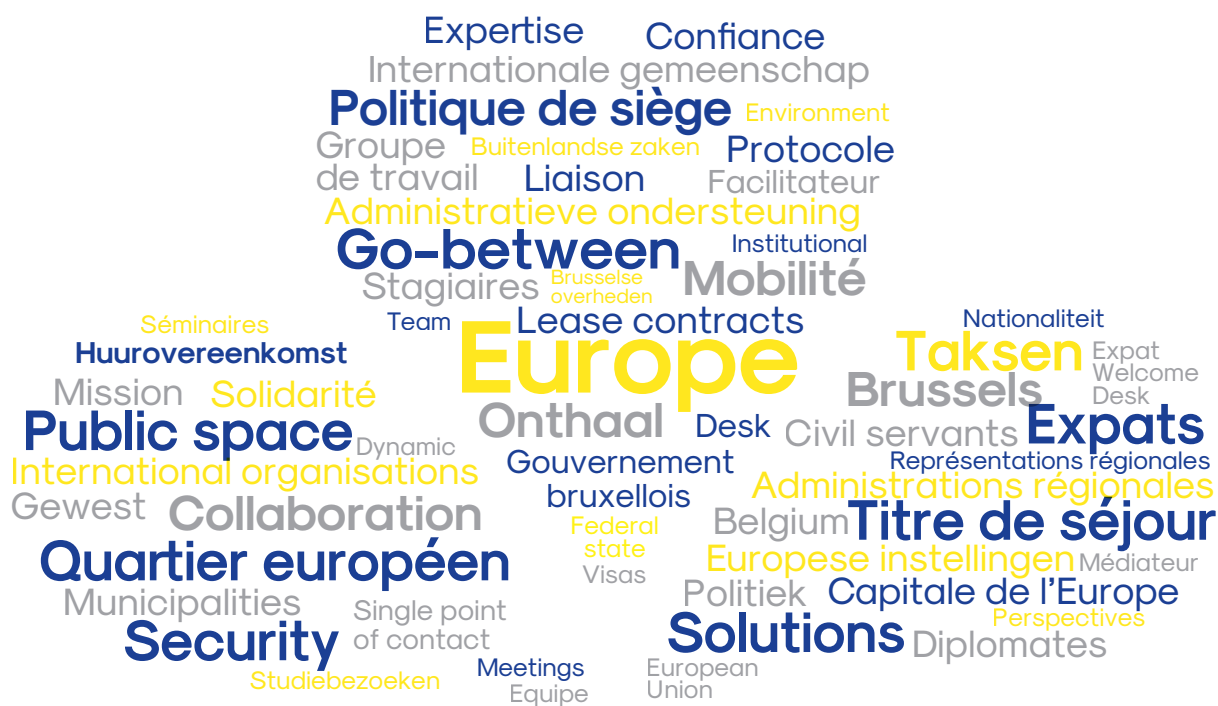 Expertise Confiance
Internationale gemeenschap
Politique de siège Environment
Groupe
de travail
Buitenlandse zaken Protocole
Liaison Facilitateur
Administratieve ondersteuning
Go-between Institutional
Stagiaires
Brusselse
overheden
Mobilité
Séminaires Team Lease contracts Nationaliteit
Huurovereenkomst Europe Taksen
Expat
Welcome
Desk
Mission Solidarité Brussels
Public space Dynamic Onthaal Desk Civil servants Expats
International organisations
Gouvernement
bruxellois
Représentations régionales
Administrations régionales
Gewest Collaboration Belgium Titre de séjour
Federal
state
Quartier européen Visas Europese instellingen Médiateur
Municipalities
Single point
of contact
Politiek Capitale de l’Europe
Security Solutions Perspectives
Diplomates
Studiebezoeken Meetings
Equipe
European
Union